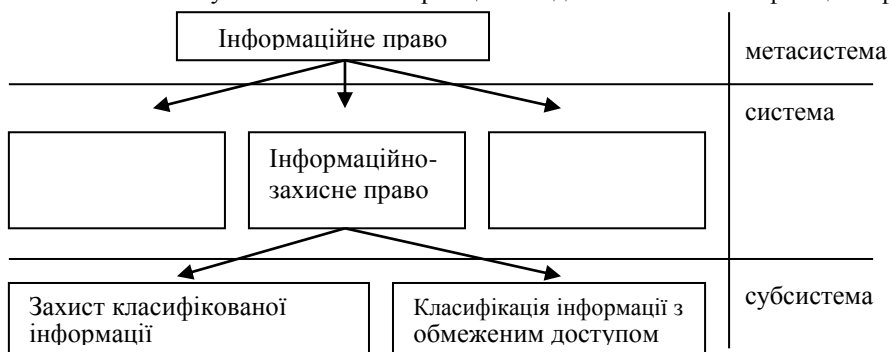 Інформаційне право
метасистема
система
Інформаційно-
захисне право
Захист класифікованої
інформації
Класифікація інформації з
обмеженим доступом
субсистема